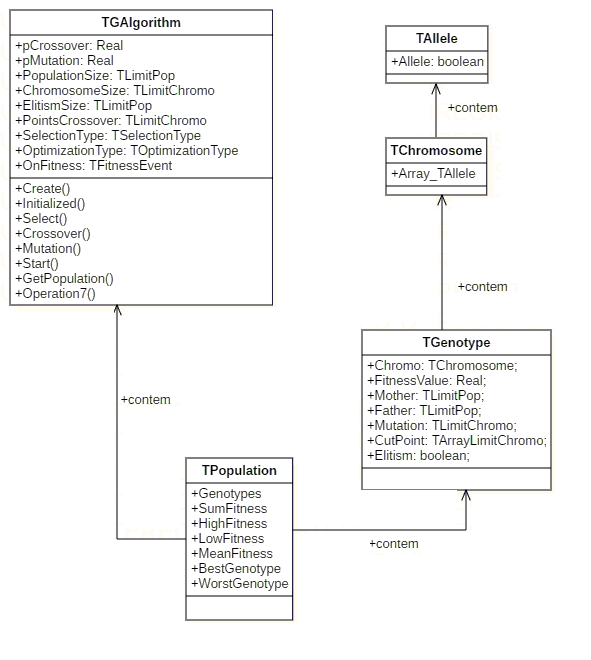 TGAlgorithm
+pCrossover: Real
+pMutation: Real
+PopulationSize: TLimitPop
+ChromosomeSize: TLimitChromo
+ElitismSize: TLimitPop
+PointsCrossover: TLimitChromo
+SelectionType: TSelectionType
+OptimizationType: TOptimizationType
+OnFitness: TFitnessEvent
+Create()
+Initialized()
+Select()
+Crossover()
+Mutation()
+Start()
+GetPopulation()
+Operation7()
TAllele
+Allele: boolean
+contem
TChromosome
+Array_TAllele
+contem
TGenotype
+Chromo: TChromosome;
+FitnessValue: Real;
+Mother: TLimitPop;
+Father: TLimitPop;
+Mutation: TLimitChromo;
+CutPoint: TArrayLimitChromo;
+Elitism: boolean;
+contem
TPopulation
+Genotypes
+SumFitness
+HighFitness
+LowFitness
+MeanFitness
+BestGenotype
+WorstGenotype
+contem